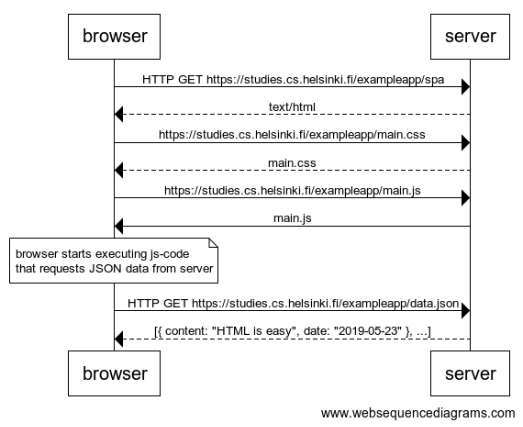 browser
server
HTTP GET https://studies.cs.helsinki.fi/exampleapp/spa
text/html
https://studies.cs.helsinki.fi/exampleapp/main.css
main.css
https://studies.cs.helsinki.fi/exampleapp/main.js
main.js
browser starts executing js-code
that requests JSON data from server
HTTP GET https://studies.cs.helsinki.fi/exampleapp/data.json
[{ content: "HTML is easy", date: "2019-05-23" }, ...]
browser
server
www.websequencediagrams.com